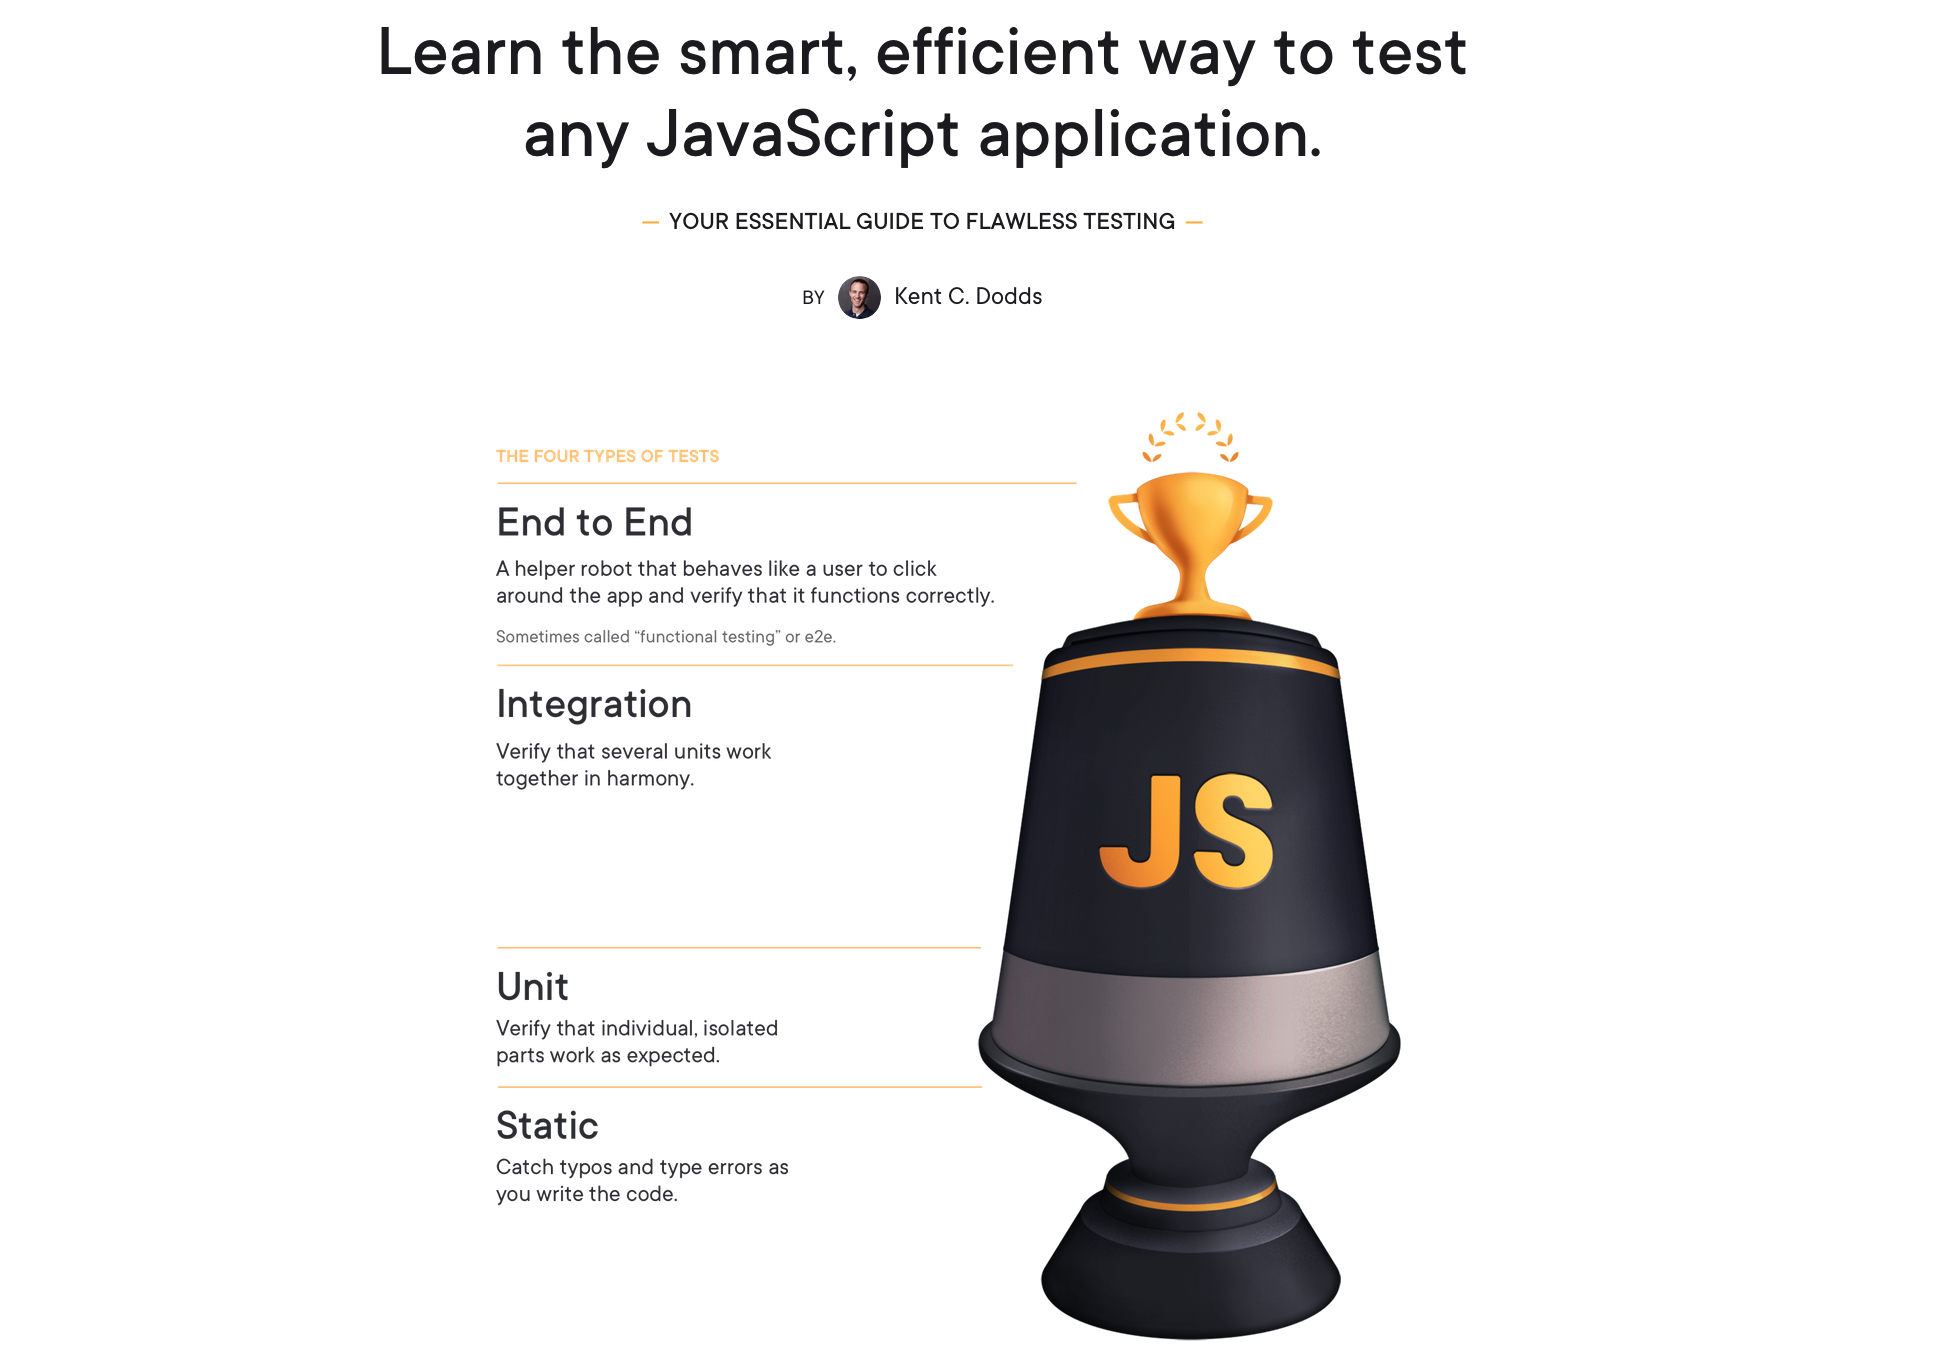 Learn the smart, efficient way to test
any JavaScript application.
— YOUR ESSENTIAL GUIDE TO FLAWLESS TESTING —
BY Kent C. Dodds
THE FOUR TYPES OF TESTS
End to End
A helper robot that behaves like a user to click
around the app and verify that it functions correctly.
Sometimes called “functional testing” or e2e.
Integration
Verify that several units work
together in harmony.
JS
Unit
Verify that individual, isolated
parts work as expected.
Static
Catch typos and type errors as
you write the code.